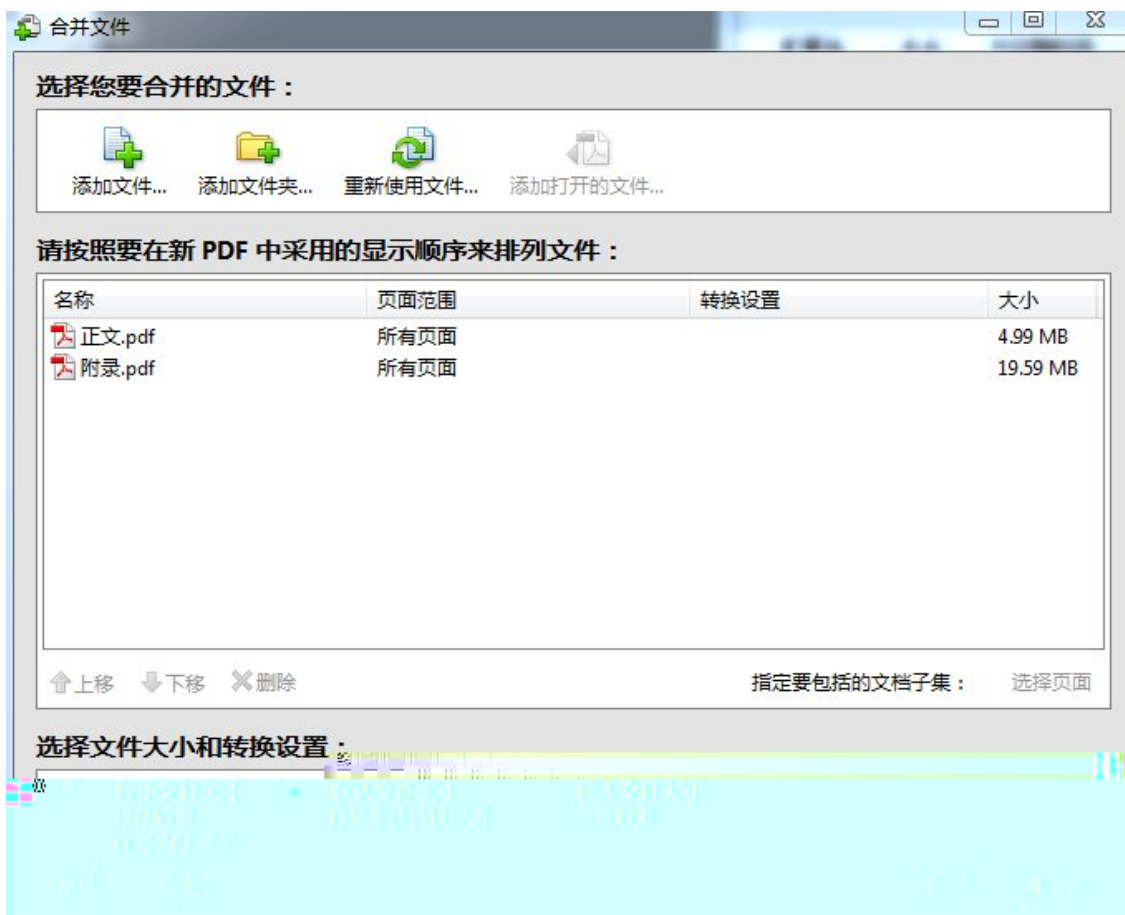 合并文件
选择您要合并的文件：
添加文件... 添加文件夹... 重新使用文件... 添加打开的文件...
请按照要在新 PDF 中采用的显示顺序来排列文件：
名称 页面范围 转换设置 大小
正文.pdf 所有页面 4.99 MB
附录.pdf 所有页面 19.59 MB
上移 下移 删除 指定要包括的文档子集： 选择页面
选择文件大小和转换设置：